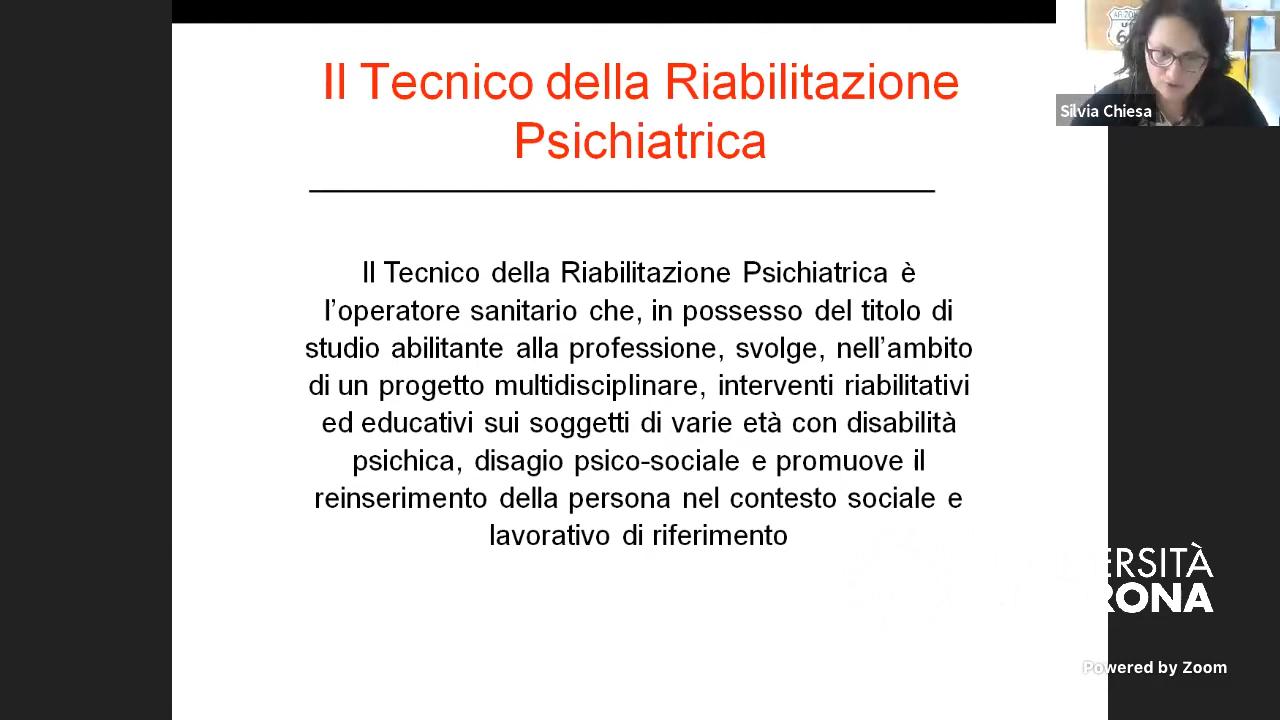 Il Tecnico della Riabilitazione
Psichiatrica
Il Tecnico della Riabilitazione Psichiatrica è
l’operatore sanitario che, in possesso del titolo di
studio abilitante alla professione, svolge, nell’ambito
di un progetto multidisciplinare, interventi riabilitativi
ed educativi sui soggetti di varie età con disabilità
psichica, disagio psico-sociale e promuove il
reinserimento della persona nel contesto sociale e
lavorativo di riferimento
Silvia Chiesa
ERSITÀ
RONA
Powered by Zoom